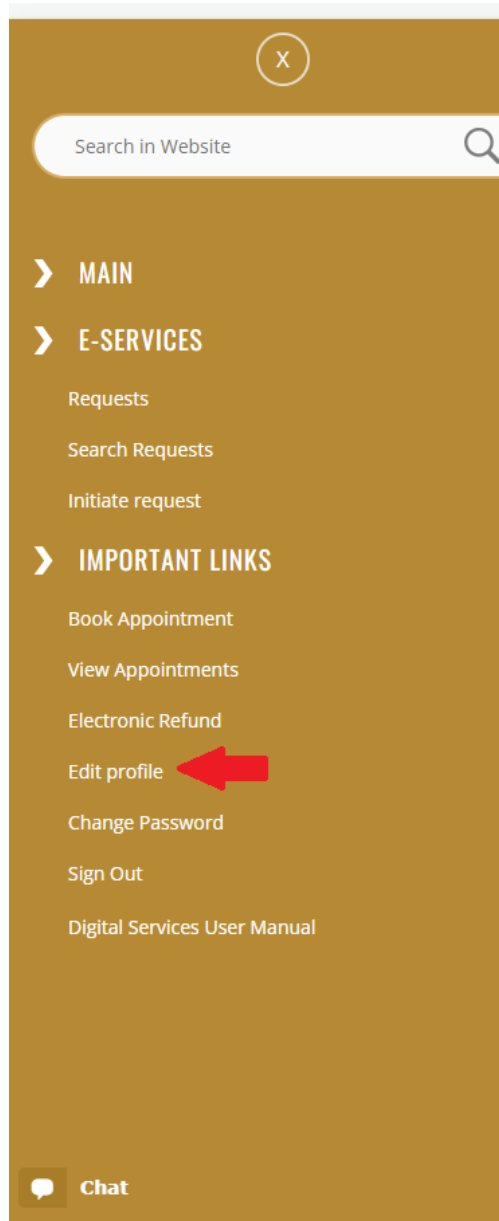 X
Search in Website
MAIN
E-SERVICES
Requests
Search Requests
Initiate request
IMPORTANT LINKS
Book Appointment
View Appointments
Electronic Refund
Edit profile
Change Password
Sign Out
Digital Services User Manual
Chat